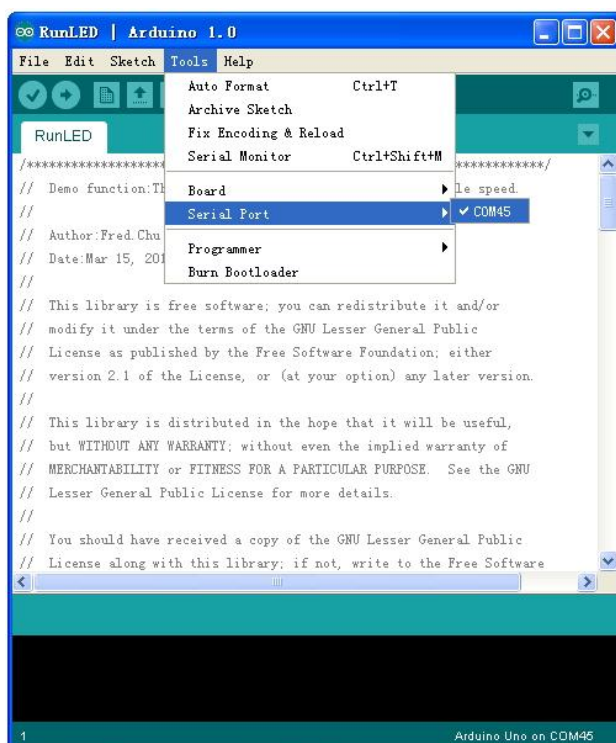 RunLED | Arduino 1.0
File Edit Sketch Tools Help
Auto Format Ctrl+T
Archive Sketch
Fix Encoding & Reload
Serial Monitor Ctrl+Shift+M
Board
Serial Port
COM45
Programmer
Burn Bootloader
RunLED
/******************* ************/
// Demo function:Th le speed.
//
// Author:Fred.Chu
// Date:Mar 15, 201
//
// This library is free software; you can redistribute it and/or
// modify it under the terms of the GNU Lesser General Public
// License as published by the Free Software Foundation; either
// version 2.1 of the License, or (at your option) any later version.
//
// This library is distributed in the hope that it will be useful,
// but WITHOUT ANY WARRANTY; without even the implied warranty of
// MERCHANTABILITY or FITNESS FOR A PARTICULAR PURPOSE. See the GNU
// Lesser General Public License for more details.
//
// You should have received a copy of the GNU Lesser General Public
// License along with this library; if not, write to the Free Software
1 Arduino Uno on COM45